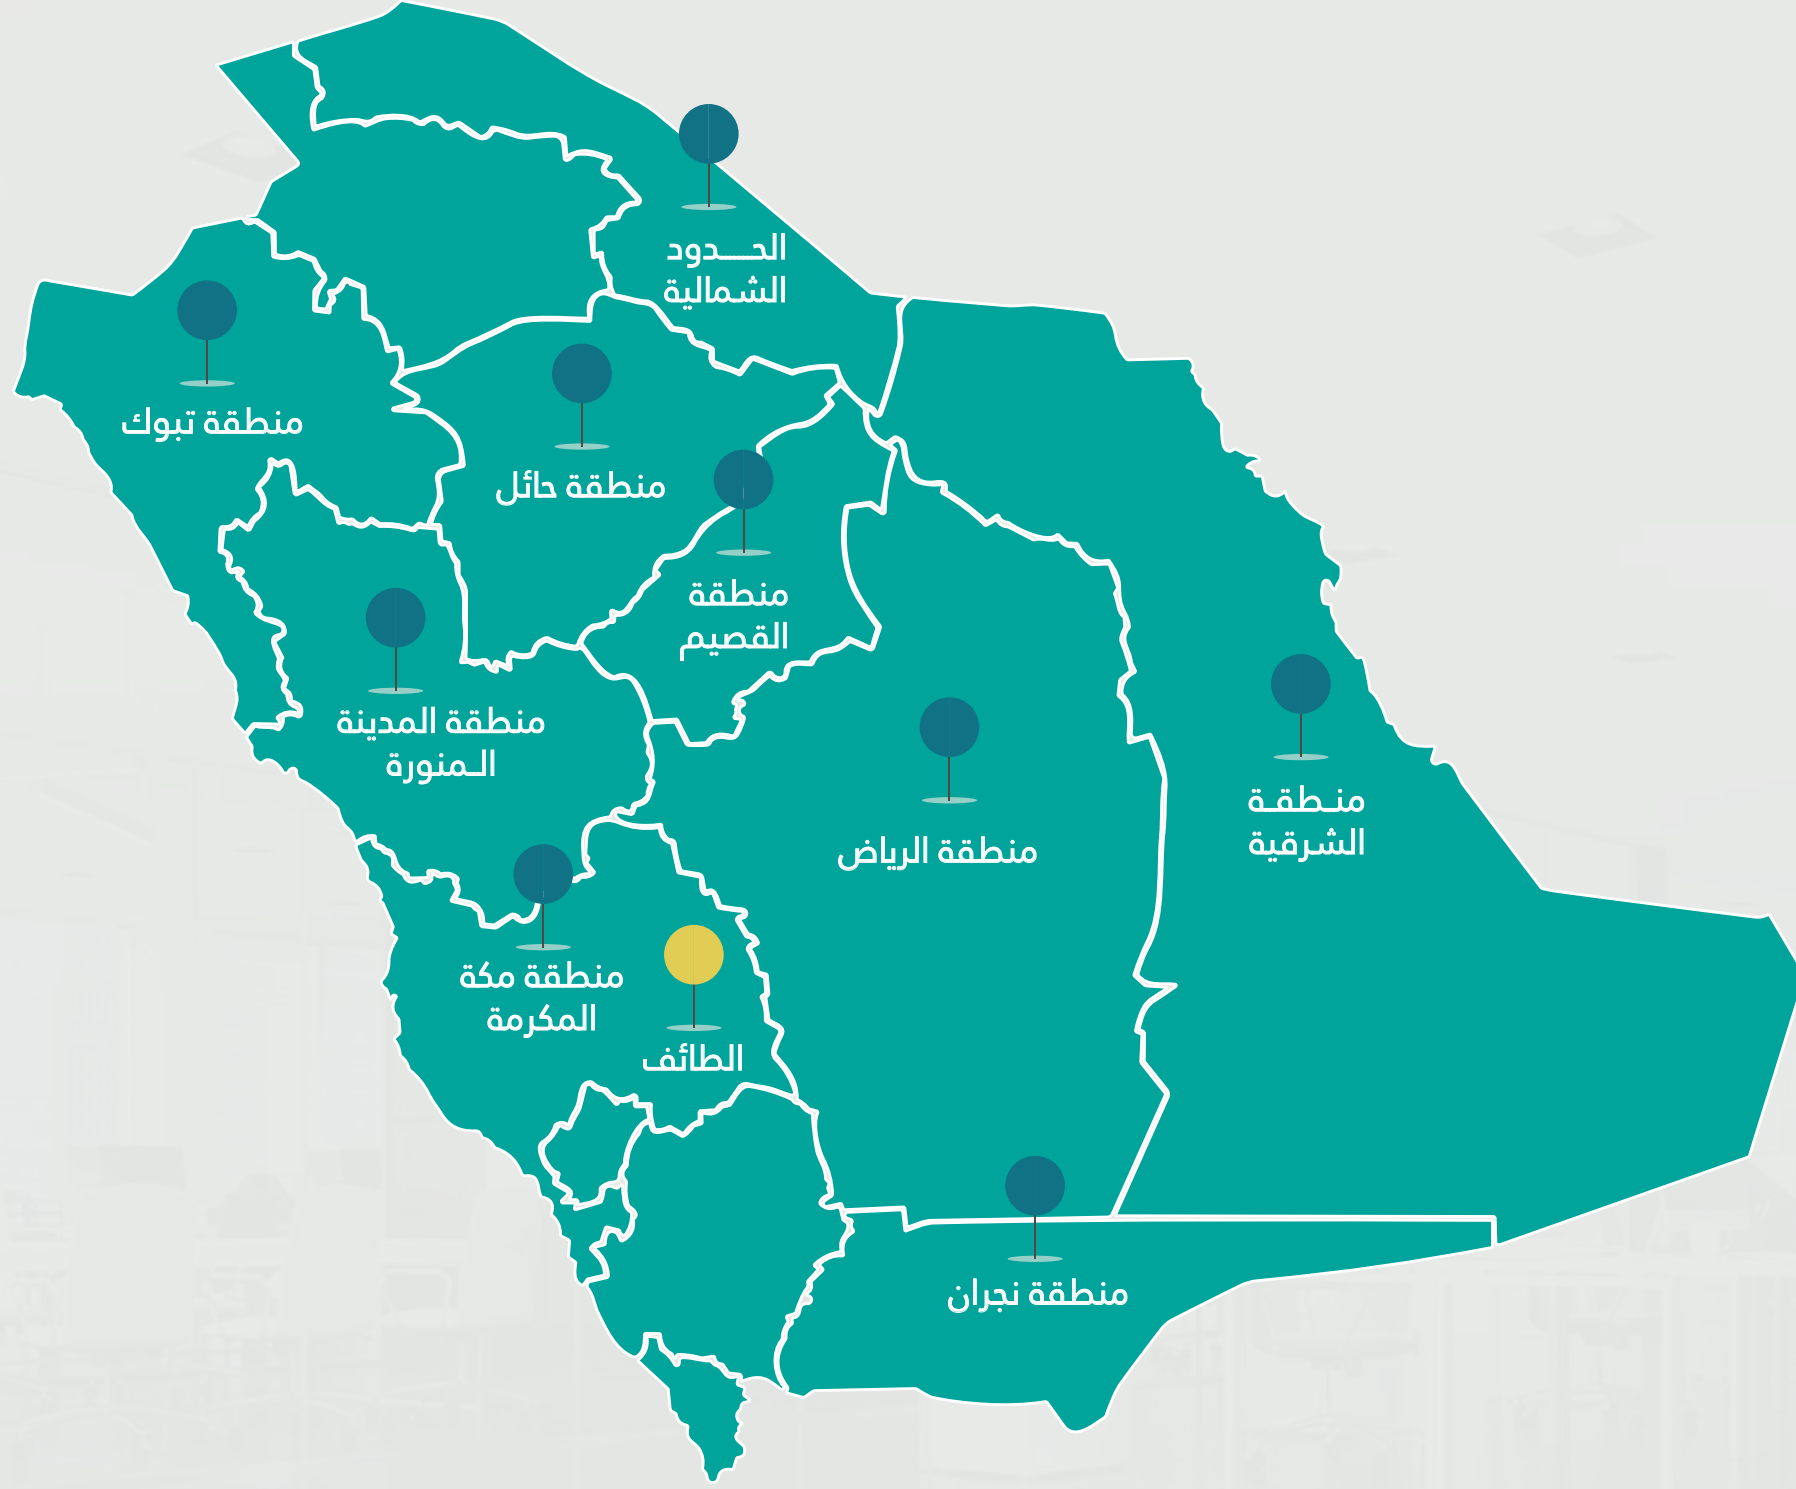 الحـــدود
الشمالية
منطقة تبوك
منطقة حائل
منطقة
القصيم
منطقة المدينة
الـمنورة
منـطقـة
الشرقية
منطقة الرياض
منطقة مكة
المكرمة
الطائف
منطقة نجران